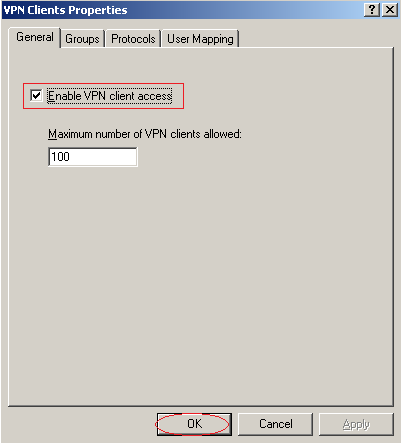 VPN Clients Properties
General Groups Protocols User Mapping
Enable VPN client access
Maximum number of VPN clients allowed:
100
OK Cancel Apply